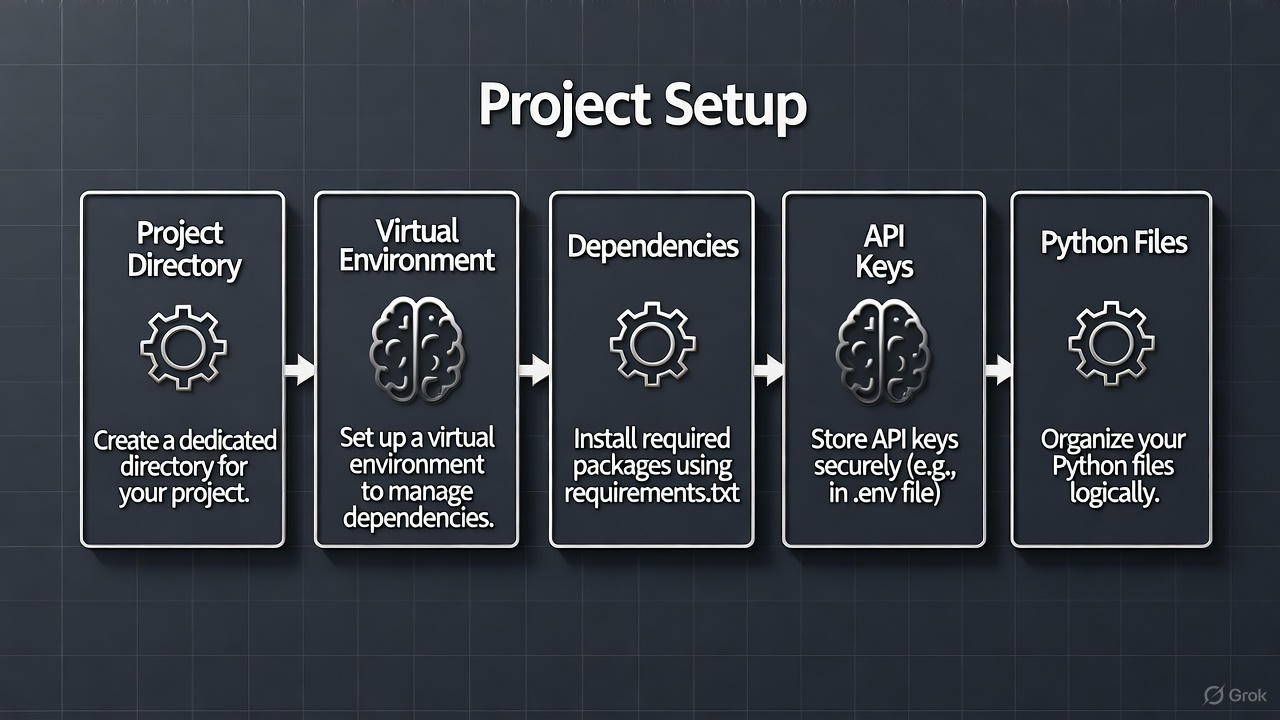 Project Setup
Project
Directory
Create a dedicated
directory for
your project.
Virtual
Environment
Set up a virtual
environment
to manage
dependencies.
Dependencies
Install required
packages using
requirements.txt
API
Keys
Store API keys
securely (e.g.,
in .env file)
Python Files
Organize your
Python files
logically.
Grok